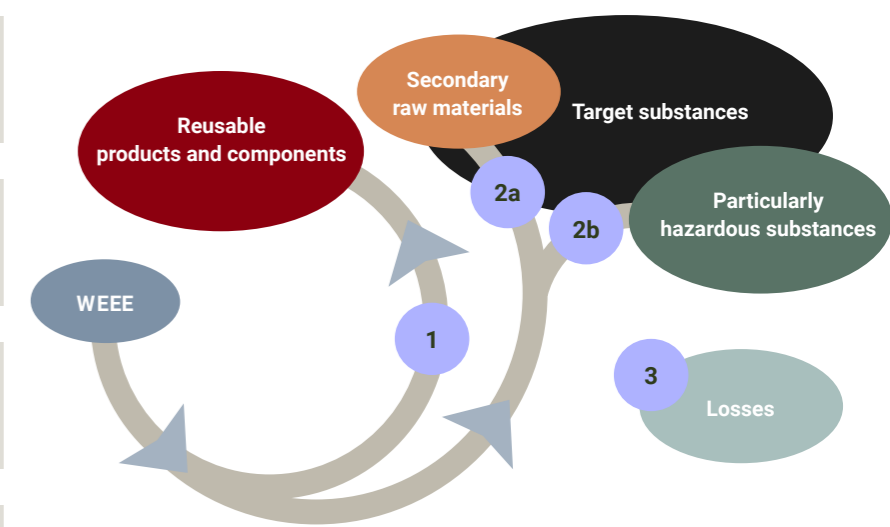 Secondary
raw materials
Target substances
Reusable
products and components
2a
Particularly
hazardous substances
2b
WEEE
1
3
Losses